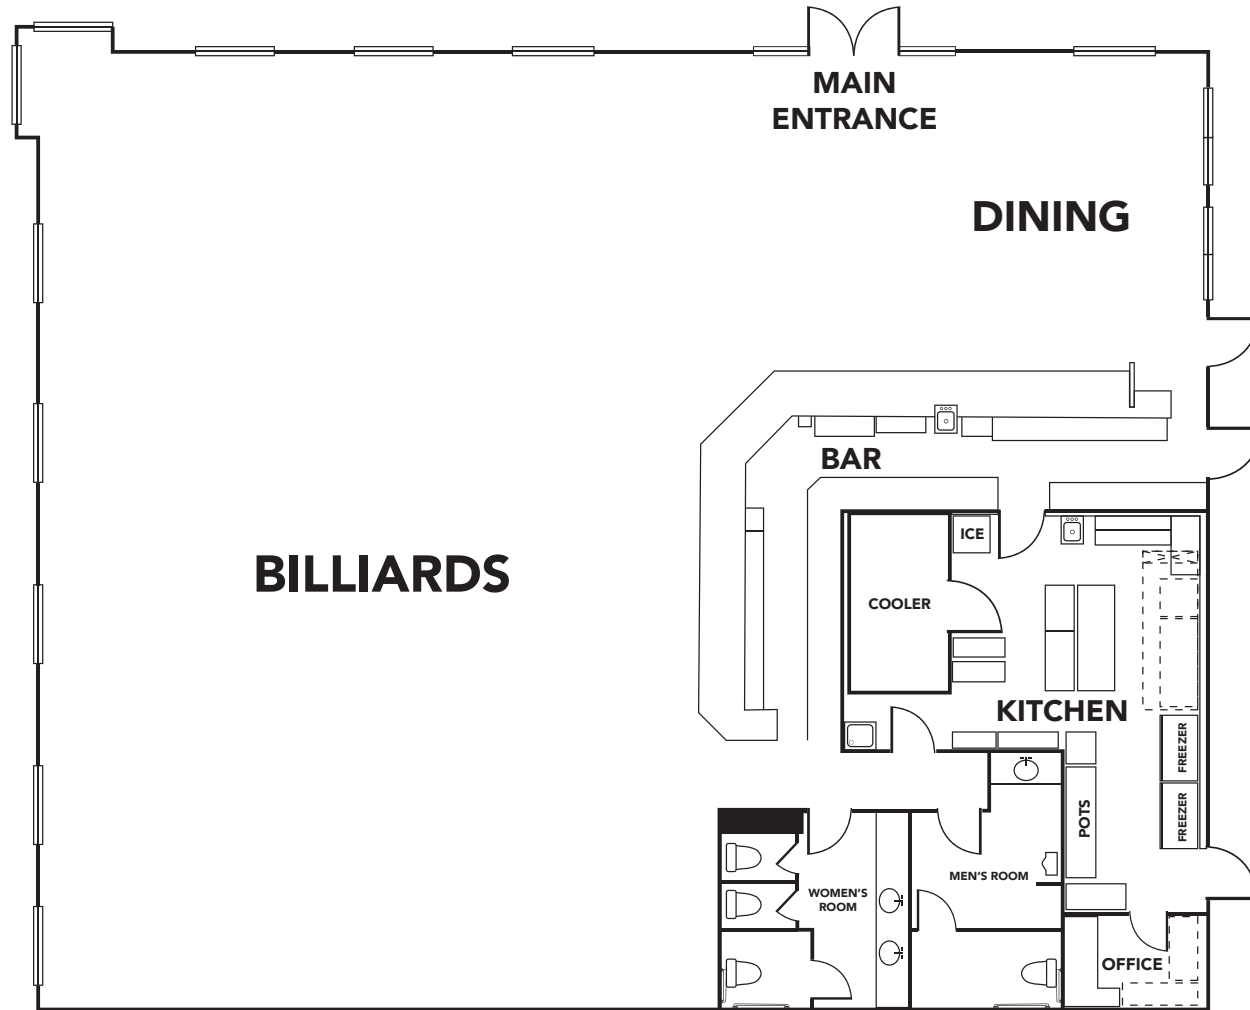 MAIN
ENTRANCE
DINING
BAR
ICE
BILLIARDS
COOLER
KITCHEN
FREEZER
FREEZER
POTS
MEN'S ROOM
WOMEN'S
ROOM
OFFICE